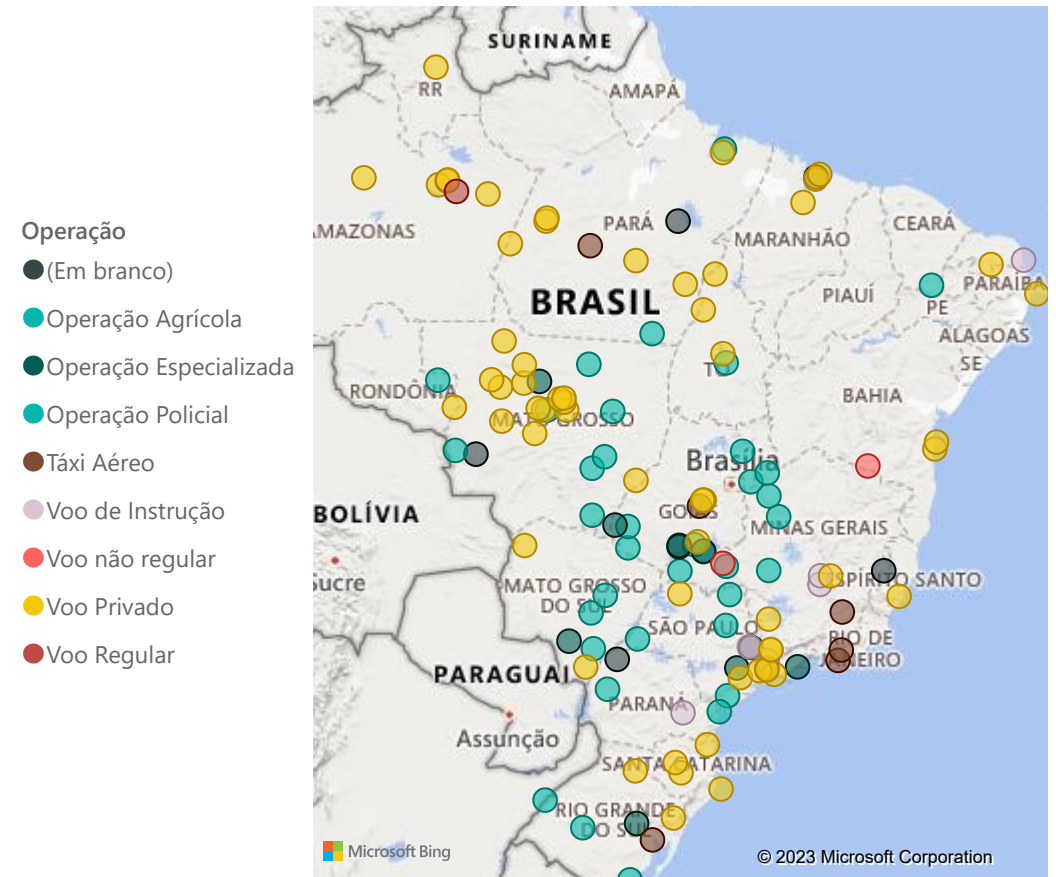 Operação
(Em branco)
Operação Agrícola
Operação Especializada
Operação Policial
Táxi Aéreo
Voo de Instrução
Voo não regular
Voo Privado
Voo Regular
SURINAME
RR
AMAPÁ
AMAZONAS
PARÁ
MARANHÃO
CEARÁ
PARAÍBA
BRASIL
PIAUÍ
PE
ALAGOAS
SE
TO
RONDÔNIA
BAHIA
MATO GROSSO
Brasília
GOIÁS
BOLÍVIA
MINAS GERAIS
Sucre
MATO GROSSO
DO SUL
ESPÍRITO SANTO
SÃO PAULO
RIO DE
JANEIRO
PARAGUAI
PARANÁ
Assunção
SANTA CATARINA
RIO GRANDE
DO SUL
Microsoft Bing
© 2023 Microsoft Corporation